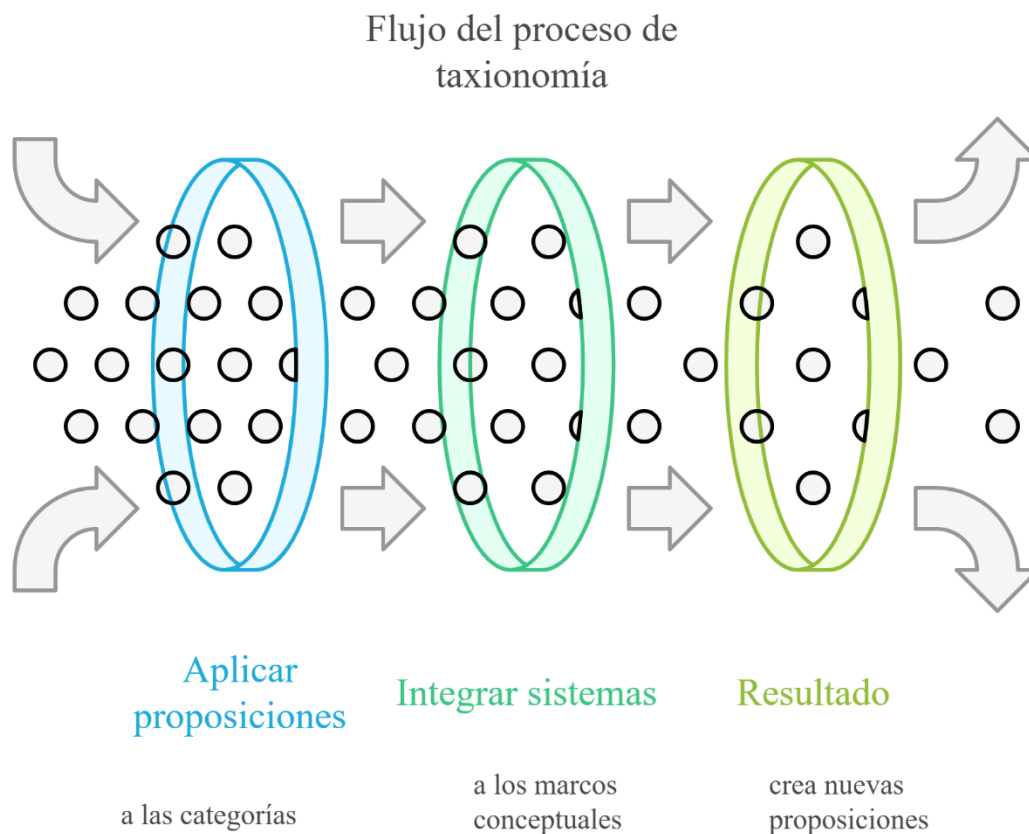 Flujo del proceso de
taxionomía
Aplicar
proposiciones
Integrar sistemas
Resultado
a las categorías
a los marcos
conceptuales
crea nuevas
proposiciones